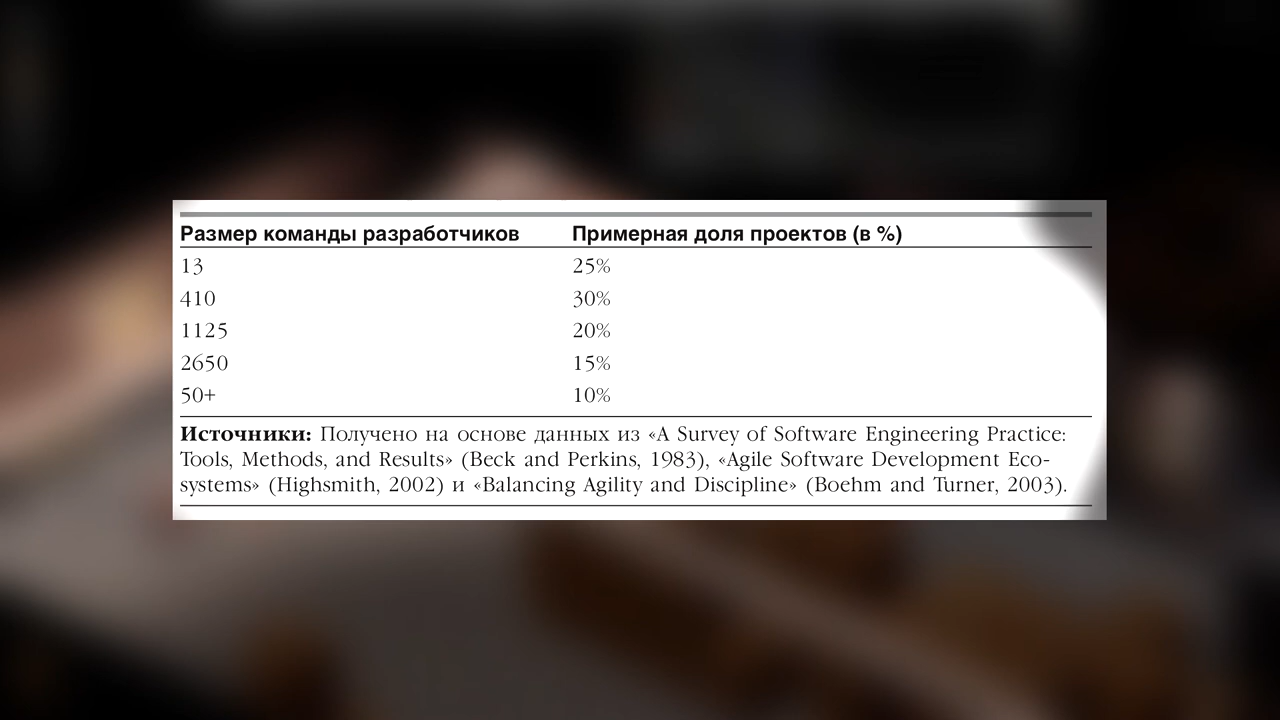 Размер команды разработчиков Примерная доля проектов (в %)
13 25%
410 30%
1125 20%
2650 15%
50+ 10%
Источники: Получено на основе данных из «A Survey of Software Engineering Practice:
Tools, Methods, and Results» (Beck and Perkins, 1983), «Agile Software Development Eco-
systems» (Highsmith, 2002) и «Balancing Agility and Discipline» (Boehm and Turner, 2003).